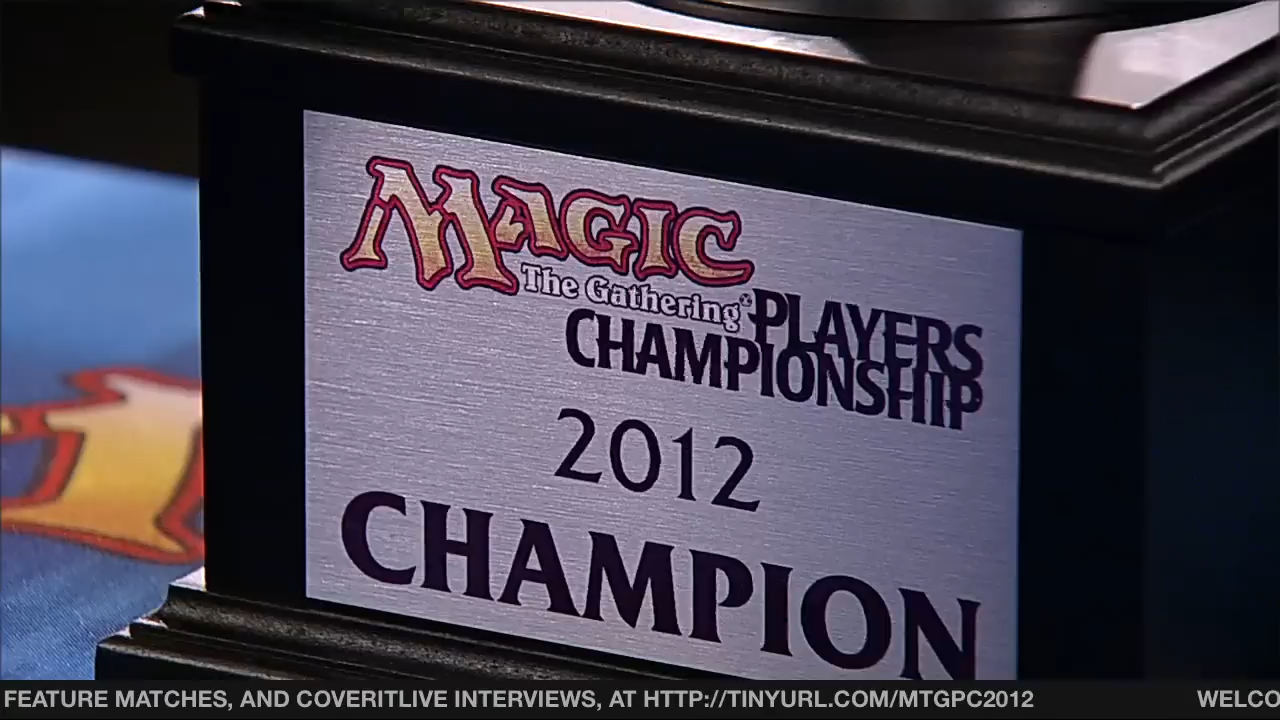 MAGIC
The Gathering®
PLAYERS
CHAMPIONSHIP
2012
CHAMPION
FEATURE MATCHES, AND COVERITLIVE INTERVIEWS, AT HTTP://TINYURL.COM/MTGPC2012 WELCO